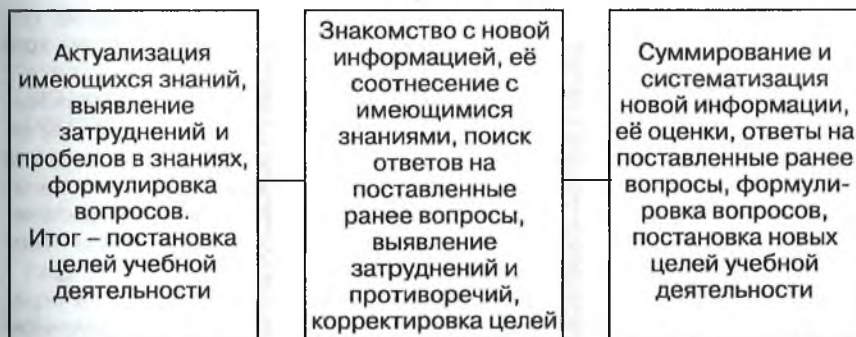 Актуализация
имеющихся знаний,
выявление
затруднений и
пробелов в знаниях,
формулировка
вопросов.
Итог – постановка
целей учебной
деятельности
Знакомство с новой
информацией, её
соотнесение с
имеющимися
знаниями, поиск
ответов на
поставленные
ранее вопросы,
выявление
затруднений и
противоречий,
корректировка целей
Суммирование и
систематизация
новой информации,
её оценки, ответы на
поставленные ранее
вопросы, формули-
ровка вопросов,
постановка новых
целей учебной
деятельности